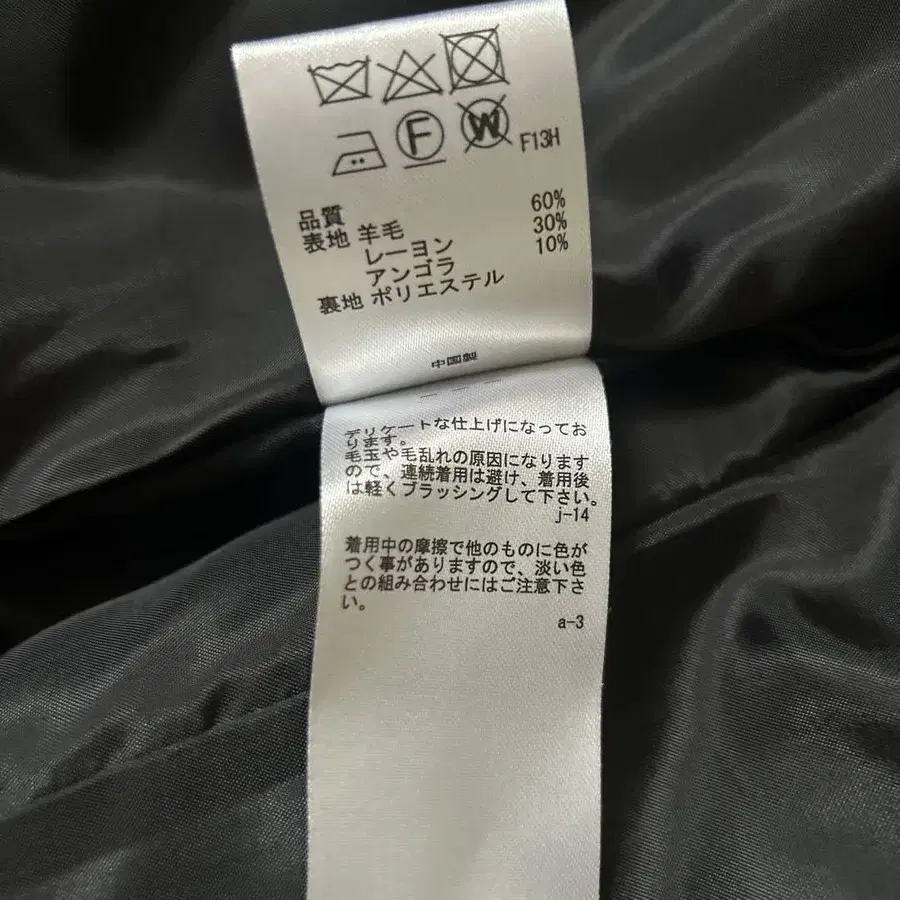 F
W
F13H
品質
表地 羊毛 60%
レーヨン 30%
アンゴラ 10%
裏地 ポリエステル
中国製
デリケートな仕上げになってお
ります。
毛玉や毛乱れの原因になります
ので、連続着用は避け、着用後
は軽くブラッシングして下さい。
j-14
着用中の摩擦で他のものに色が
つく事がありますので、淡い色
との組み合わせにはご注意下さ
い。
a-3